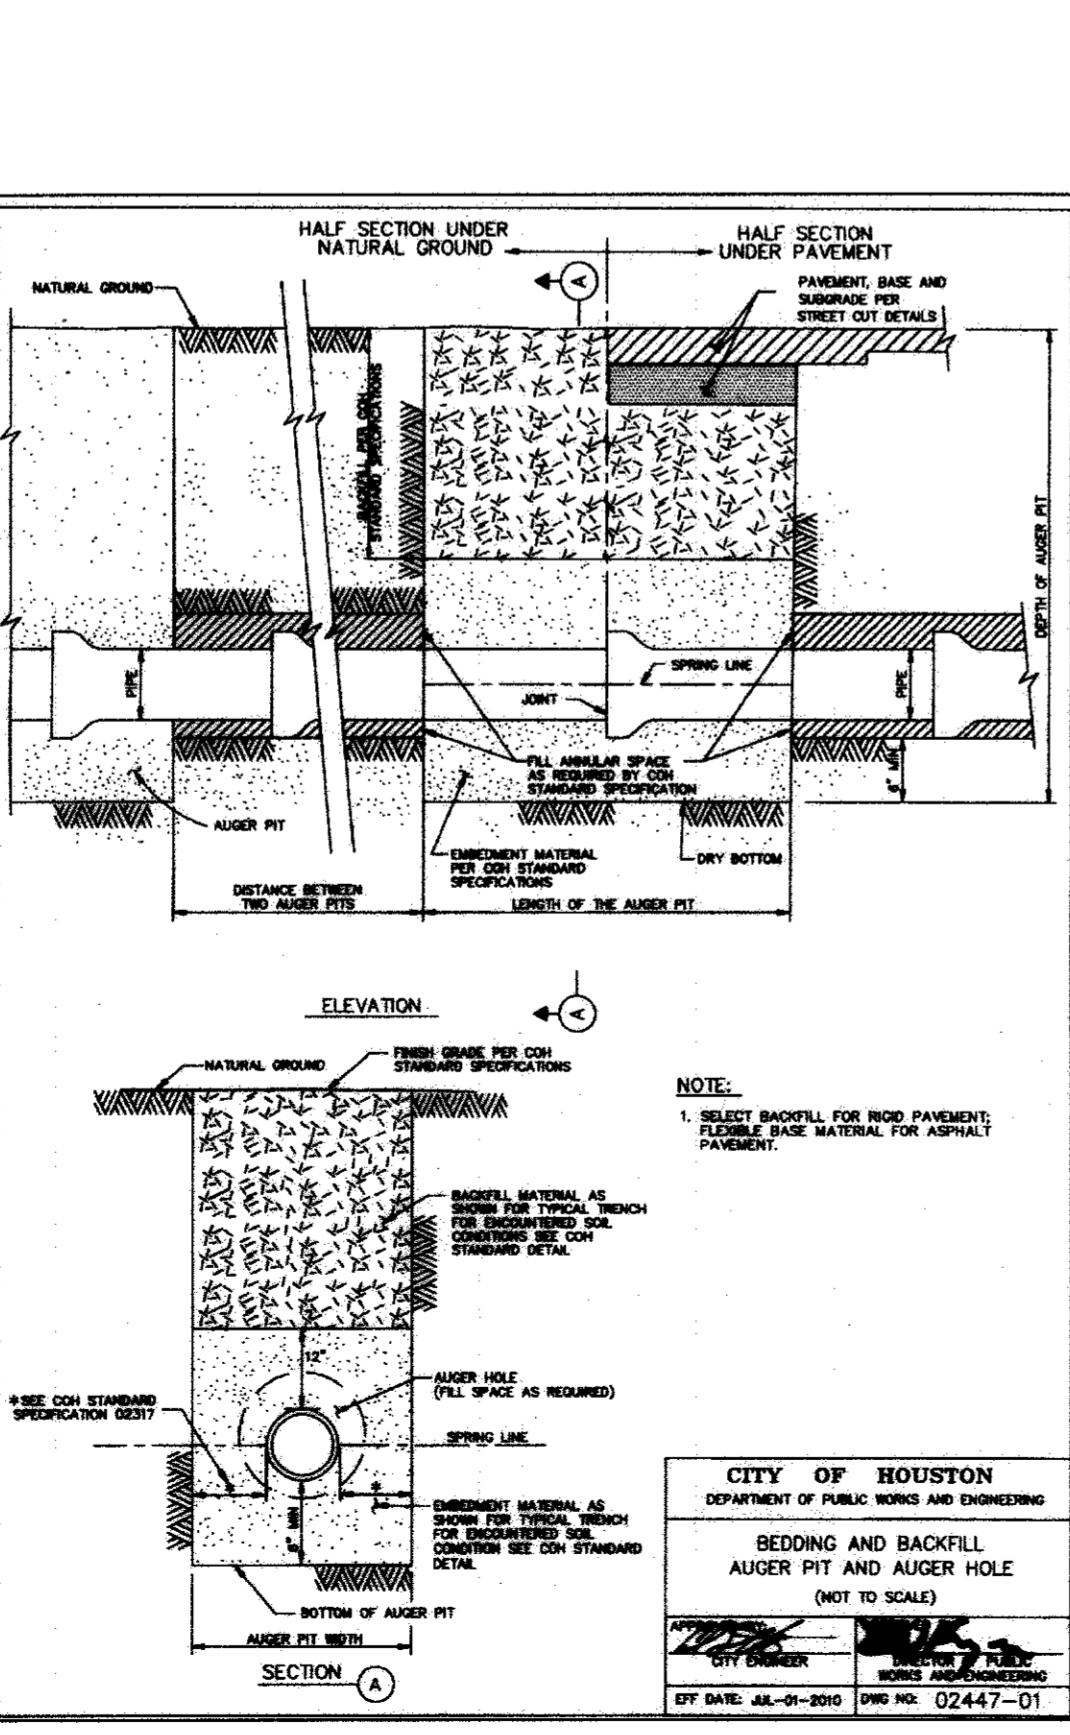 HALF SECTION UNDER
NATURAL GROUND
HALF SECTION
UNDER PAVEMENT
A
NATURAL GROUND
PAVEMENT, BASE AND
SUBGRADE PER
STREET CUT DETAILS
BACKFILL PER COH
STANDARD SPECIFICATIONS
DEPTH OF AUGER PIT
PIPE
SPRING LINE
JOINT
PIPE
FILL ANNULAR SPACE
AS REQUIRED BY COH
STANDARD SPECIFICATION
6" MIN
AUGER PIT
EMBEDMENT MATERIAL
PER COH STANDARD
SPECIFICATIONS
DRY BOTTOM
DISTANCE BETWEEN
TWO AUGER PITS
LENGTH OF THE AUGER PIT
ELEVATION
A
NATURAL GROUND
FINISH GRADE PER COH
STANDARD SPECIFICATIONS
NOTE:
1. SELECT BACKFILL FOR RIGID PAVEMENT;
FLEXIBLE BASE MATERIAL FOR ASPHALT
PAVEMENT.
BACKFILL MATERIAL AS
SHOWN FOR TYPICAL TRENCH
FOR ENCOUNTERED SOIL
CONDITIONS SEE COH
STANDARD DETAIL
12"
AUGER HOLE
(FILL SPACE AS REQUIRED)
*SEE COH STANDARD
SPECIFICATION 02317
SPRING LINE
*
*
MIN
EMBEDMENT MATERIAL AS
SHOWN FOR TYPICAL TRENCH
FOR ENCOUNTERED SOIL
CONDITION SEE COH STANDARD
DETAIL
BOTTOM OF AUGER PIT
AUGER PIT WIDTH
SECTION A
CITY OF HOUSTON
DEPARTMENT OF PUBLIC WORKS AND ENGINEERING
BEDDING AND BACKFILL
AUGER PIT AND AUGER HOLE
(NOT TO SCALE)
CITY ENGINEER
DIRECTOR OF PUBLIC
WORKS AND ENGINEERING
EFF DATE: JUL-01-2010
DWG NO: 02447-01